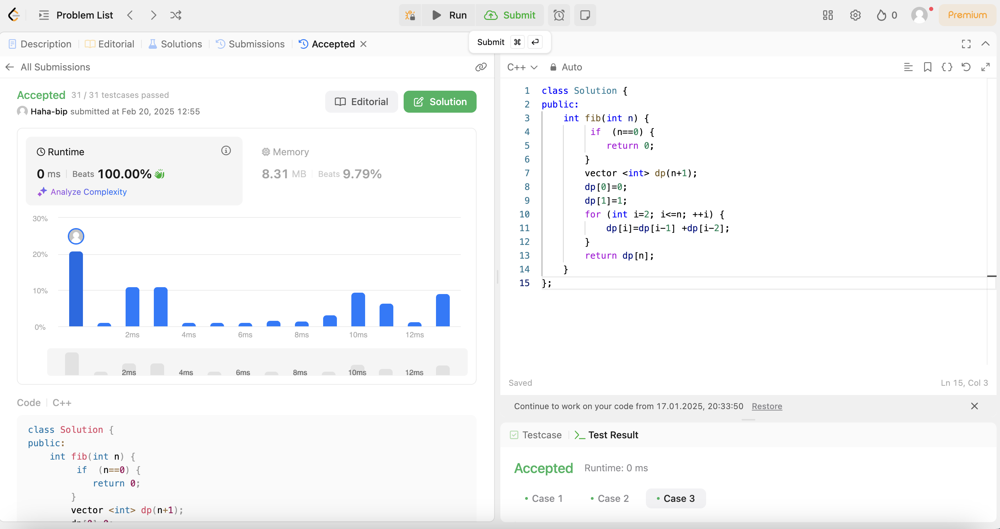 Problem List
Run
Submit
0
Premium
Description
Editorial
Solutions
Submissions
Accepted
Submit ⌘ ↵
All Submissions
Accepted 31 / 31 testcases passed
Haha-bip submitted at Feb 20, 2025 12:55
Editorial
Solution
Runtime
0 ms Beats 100.00%
Analyze Complexity
Memory
8.31 MB Beats 9.79%
30%
20%
10%
0%
2ms 4ms 6ms 8ms 10ms 12ms
2ms 4ms 6ms 8ms 10ms 12ms
Code C++
class Solution {
public:
    int fib(int n) {
         if  (n==0) {
            return 0;
        }
        vector <int> dp(n+1);
        dp[0]=0;
C++ Auto
1 class Solution {
2 public:
3     int fib(int n) {
4          if  (n==0) {
5             return 0;
6         }
7         vector <int> dp(n+1);
8         dp[0]=0;
9         dp[1]=1;
10         for (int i=2; i<=n; ++i) {
11             dp[i]=dp[i-1] +dp[i-2];
12         }
13         return dp[n];
14     }
15 };
Saved
Ln 15, Col 3
Continue to work on your code from 17.01.2025, 20:33:50 Restore
Testcase
Test Result
Accepted Runtime: 0 ms
Case 1
Case 2
Case 3